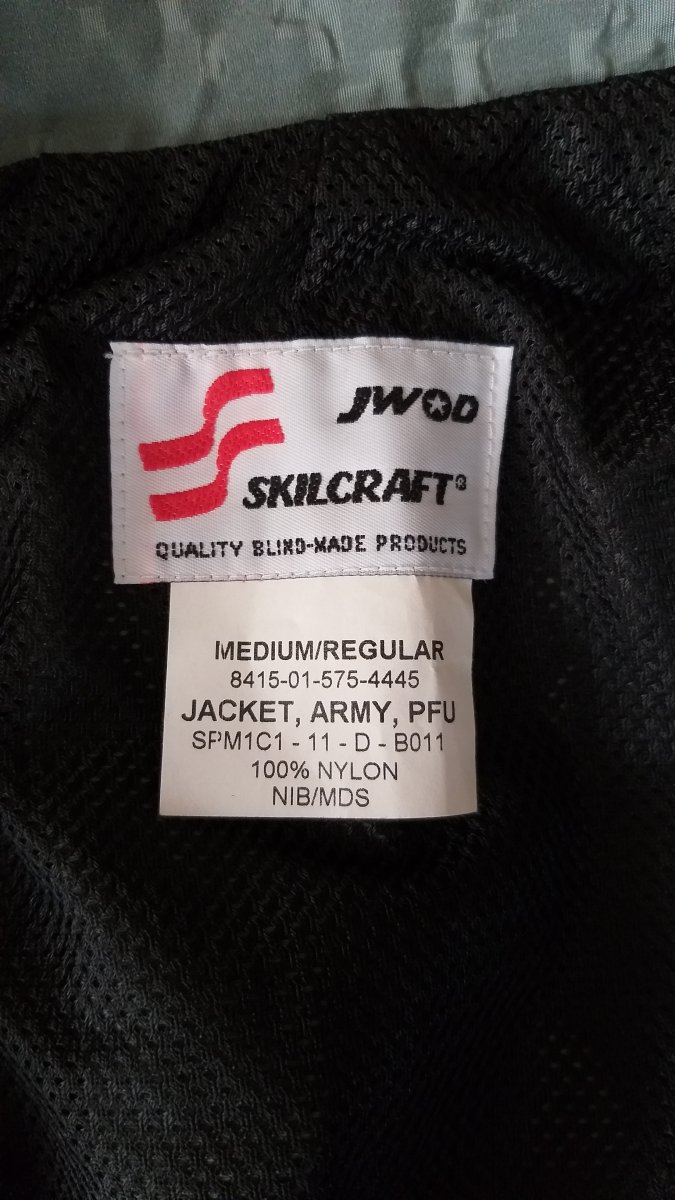 JWOD
SKILCRAFT®
QUALITY BLIND-MADE PRODUCTS
MEDIUM/REGULAR
8415-01-575-4445
JACKET, ARMY, PFU
SPM1C1 - 11 - D - B011
100% NYLON
NIB/MDS